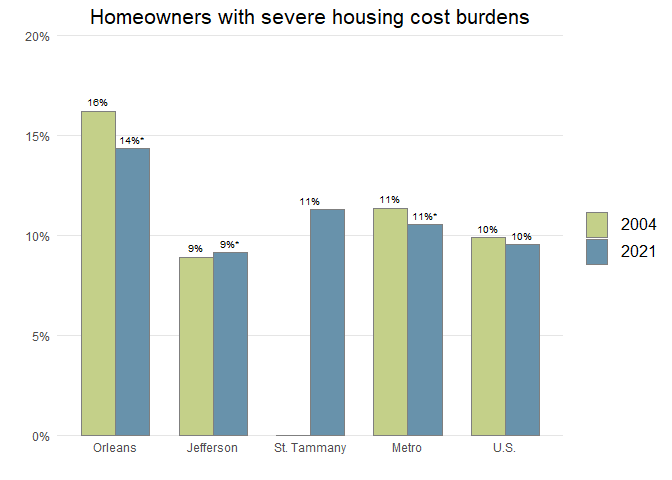 Homeowners with severe housing cost burdens
20%
15%
10%
5%
0%
16%
14%*
9%
9%*
11%
11%
11%*
10%
10%
Orleans
Jefferson
St. Tammany
Metro
U.S.
2004
2021